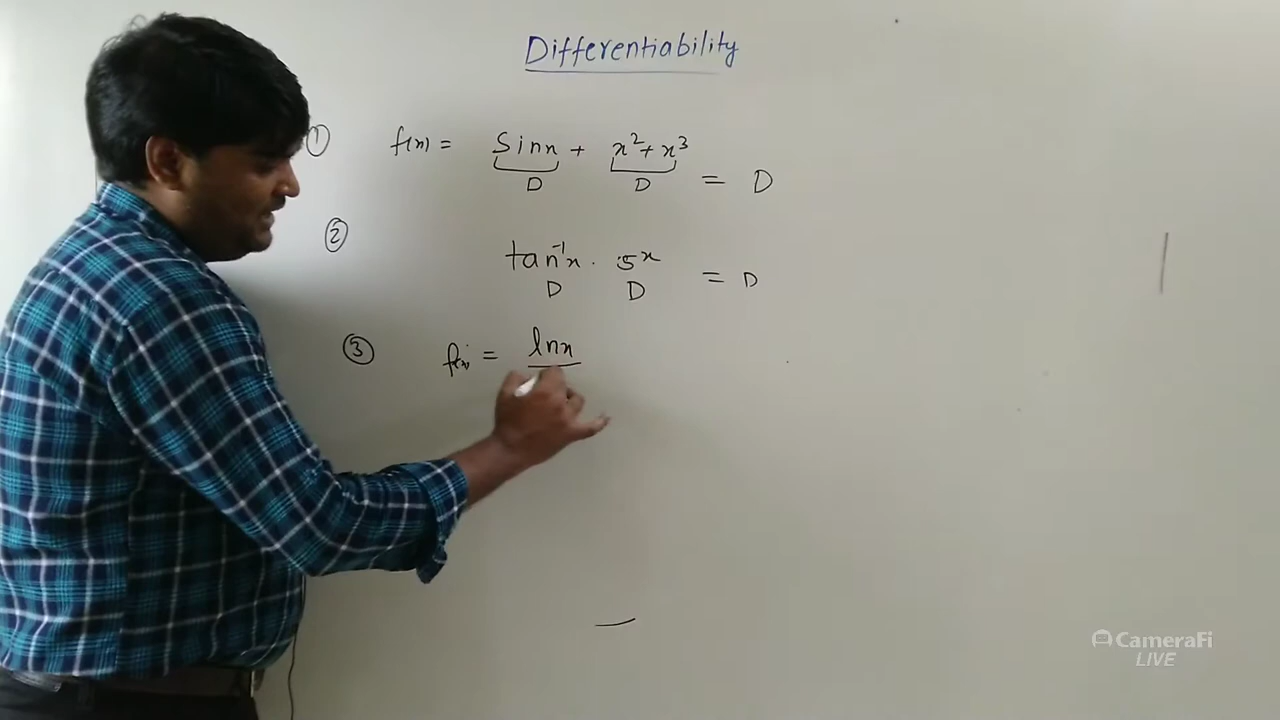 Differentiability
① f(x) = Sinx + x² + x³
D D = D
②
tan⁻¹x . 5ˣ
D D = D
③ f(x) = lnx
CameraFi
LIVE